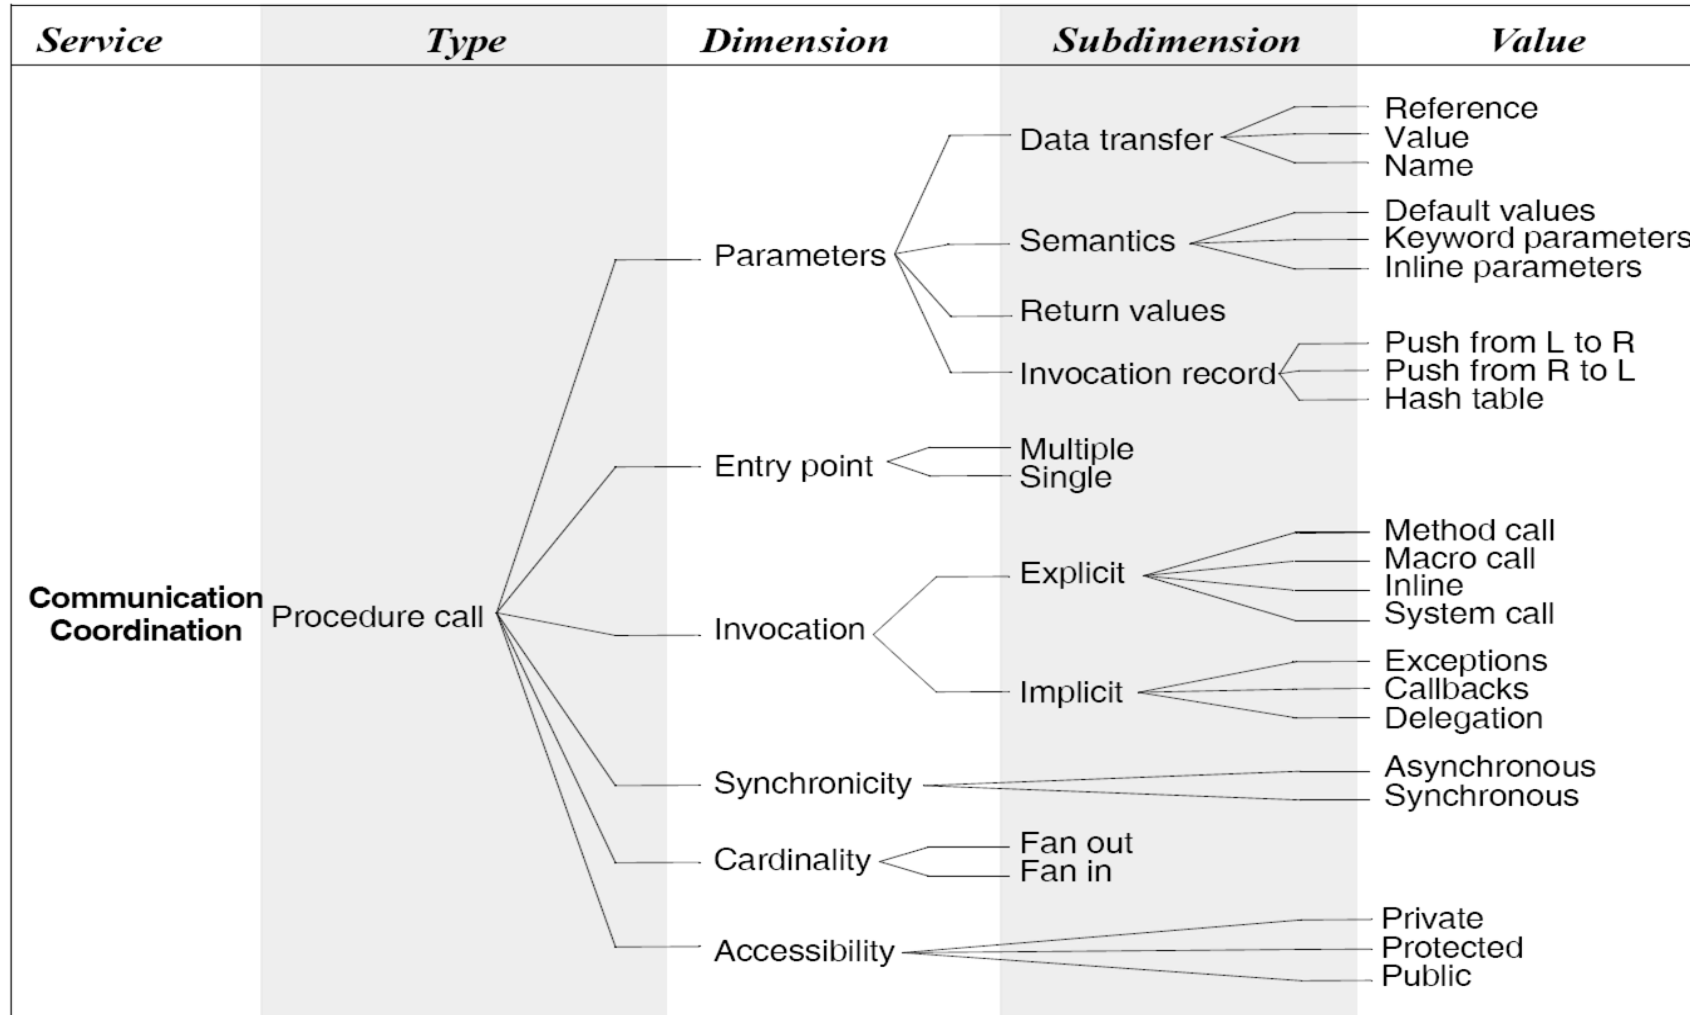 Service Type Dimension Subdimension Value
Communication
Coordination
Procedure call
Parameters
Data transfer
Reference
Value
Name
Semantics
Default values
Keyword parameters
Inline parameters
Return values
Invocation record
Push from L to R
Push from R to L
Hash table
Entry point
Multiple
Single
Invocation
Explicit
Method call
Macro call
Inline
System call
Implicit
Exceptions
Callbacks
Delegation
Synchronicity
Asynchronous
Synchronous
Cardinality
Fan out
Fan in
Accessibility
Private
Protected
Public